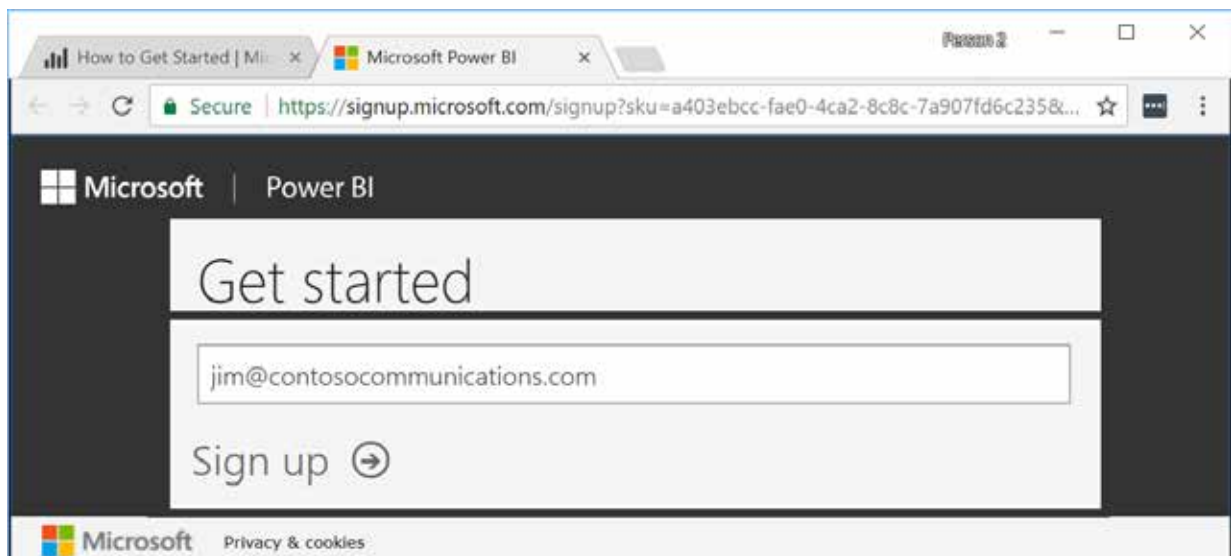 How to Get Started | Mi
Microsoft Power BI
Person 2
Secure | https://signup.microsoft.com/signup?sku=a403ebcc-fae0-4ca2-8c8c-7a907fd6c235&...
Microsoft | Power BI
Get started
jim@contosocommunications.com
Sign up
Microsoft Privacy & cookies